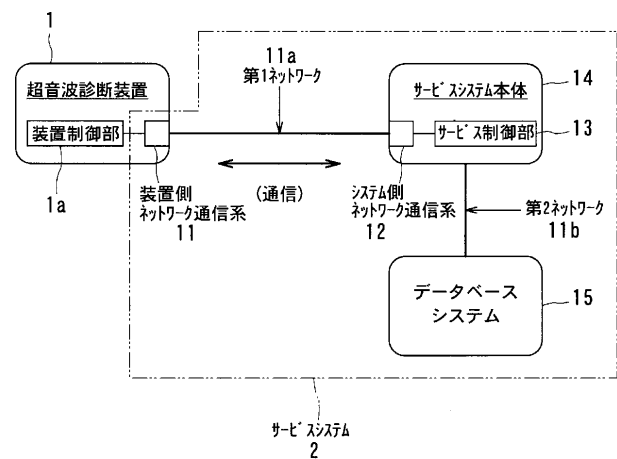 1
超音波診断装置
装置制御部
1a
11a
第1ネットワーク
装置側
ネットワーク通信系
11
(通信)
ｻｰﾋﾞｽｼｽﾃﾑ本体
14
ｻｰﾋﾞｽ制御部
13
ｼｽﾃﾑ側
ネットワーク通信系
12
第2ネットワーク
11b
データベース
システム
15
ｻｰﾋﾞｽｼｽﾃﾑ
2